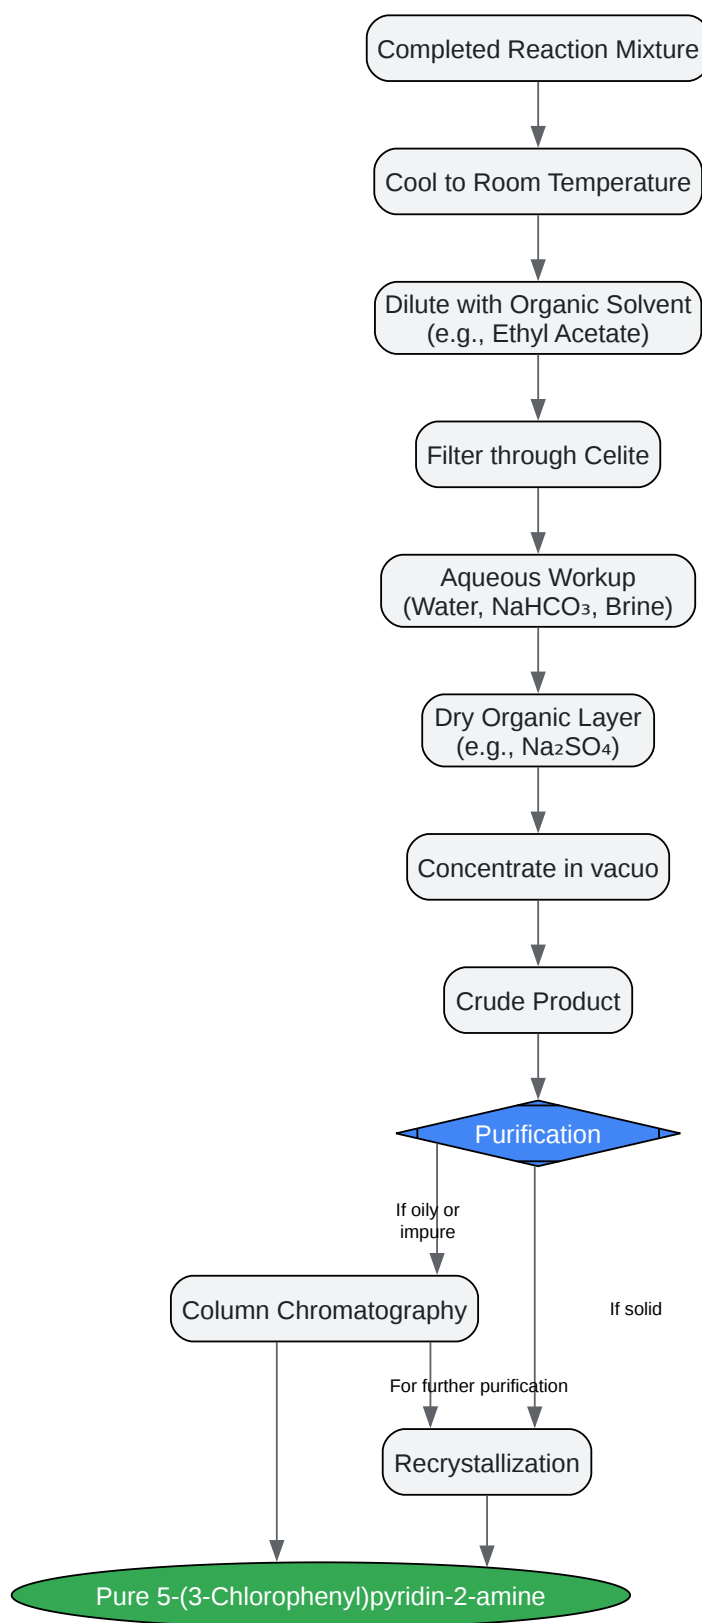 Completed Reaction Mixture
Cool to Room Temperature
Dilute with Organic Solvent
(e.g., Ethyl Acetate)
Filter through Celite
Aqueous Workup
(Water, NaHCO₃, Brine)
Dry Organic Layer
(e.g., Na₂SO₄)
Concentrate in vacuo
Crude Product
Purification
If oily or
impure
Column Chromatography
If solid
For further purification
Recrystallization
Pure 5-(3-Chlorophenyl)pyridin-2-amine